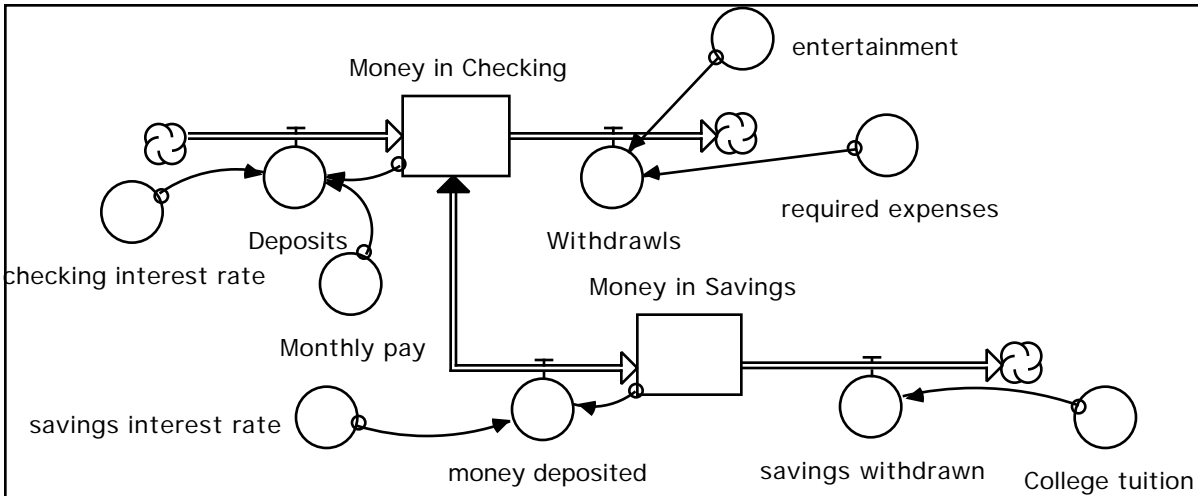 entertainment
Money in Checking
required expenses
Deposits
Withdrawls
checking interest rate
Money in Savings
Monthly pay
savings interest rate
money deposited
savings withdrawn
College tuition